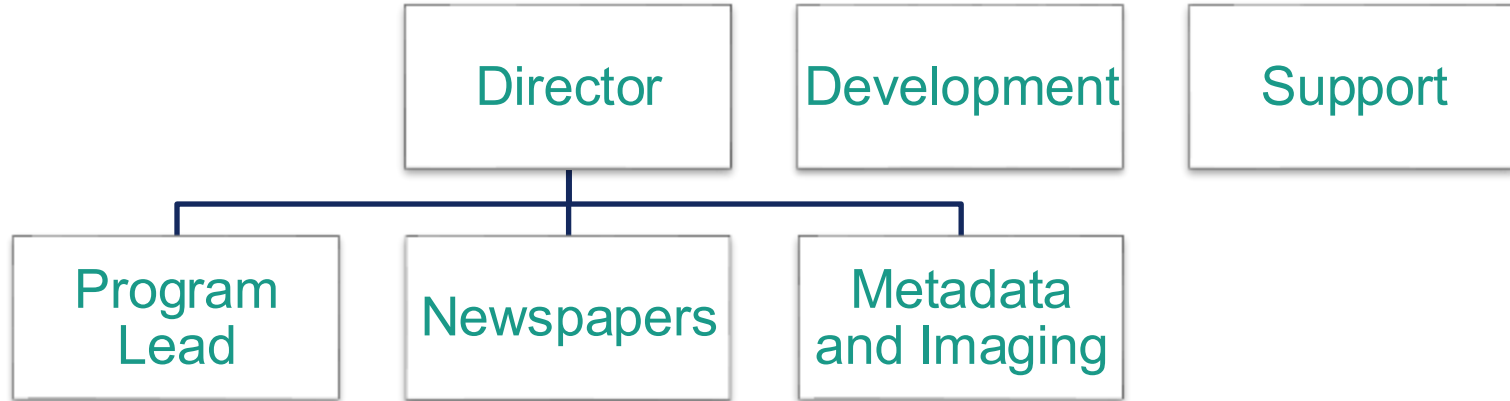 Director
Development
Support
Program
Lead
Newspapers
Metadata
and Imaging